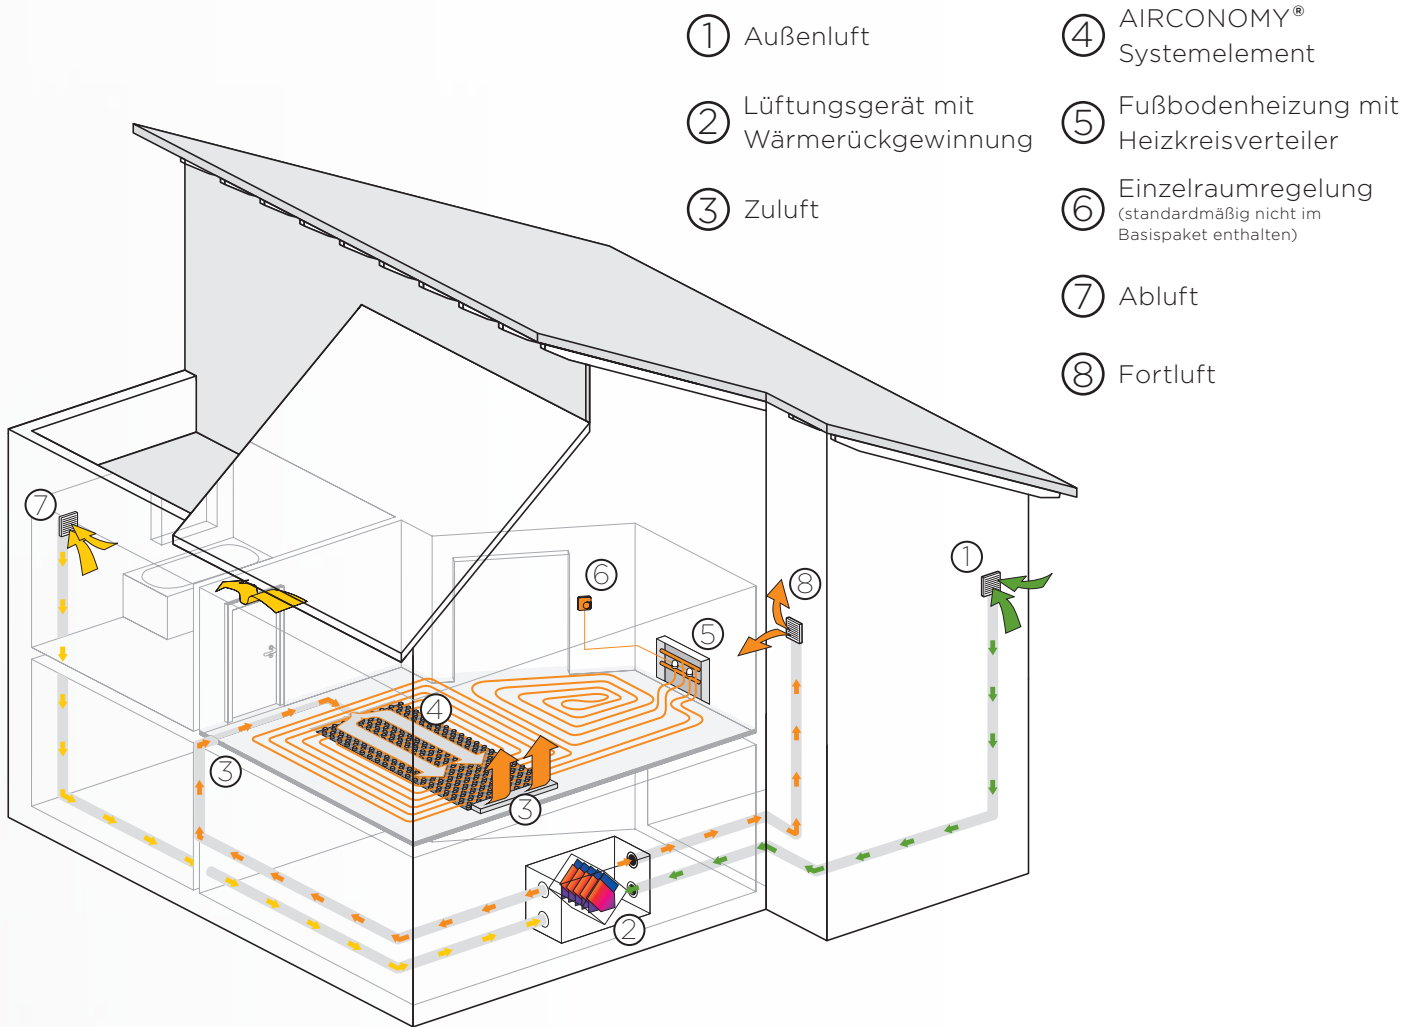 1 Außenluft
2 Lüftungsgerät mit
Wärmerückgewinnung
3 Zuluft
4 AIRCONOMY®
Systemelement
5 Fußbodenheizung mit
Heizkreisverteiler
6 Einzelraumregelung
(standardmäßig nicht im
Basispaket enthalten)
7 Abluft
8 Fortluft
7
1
6
8
5
4
3
3
2